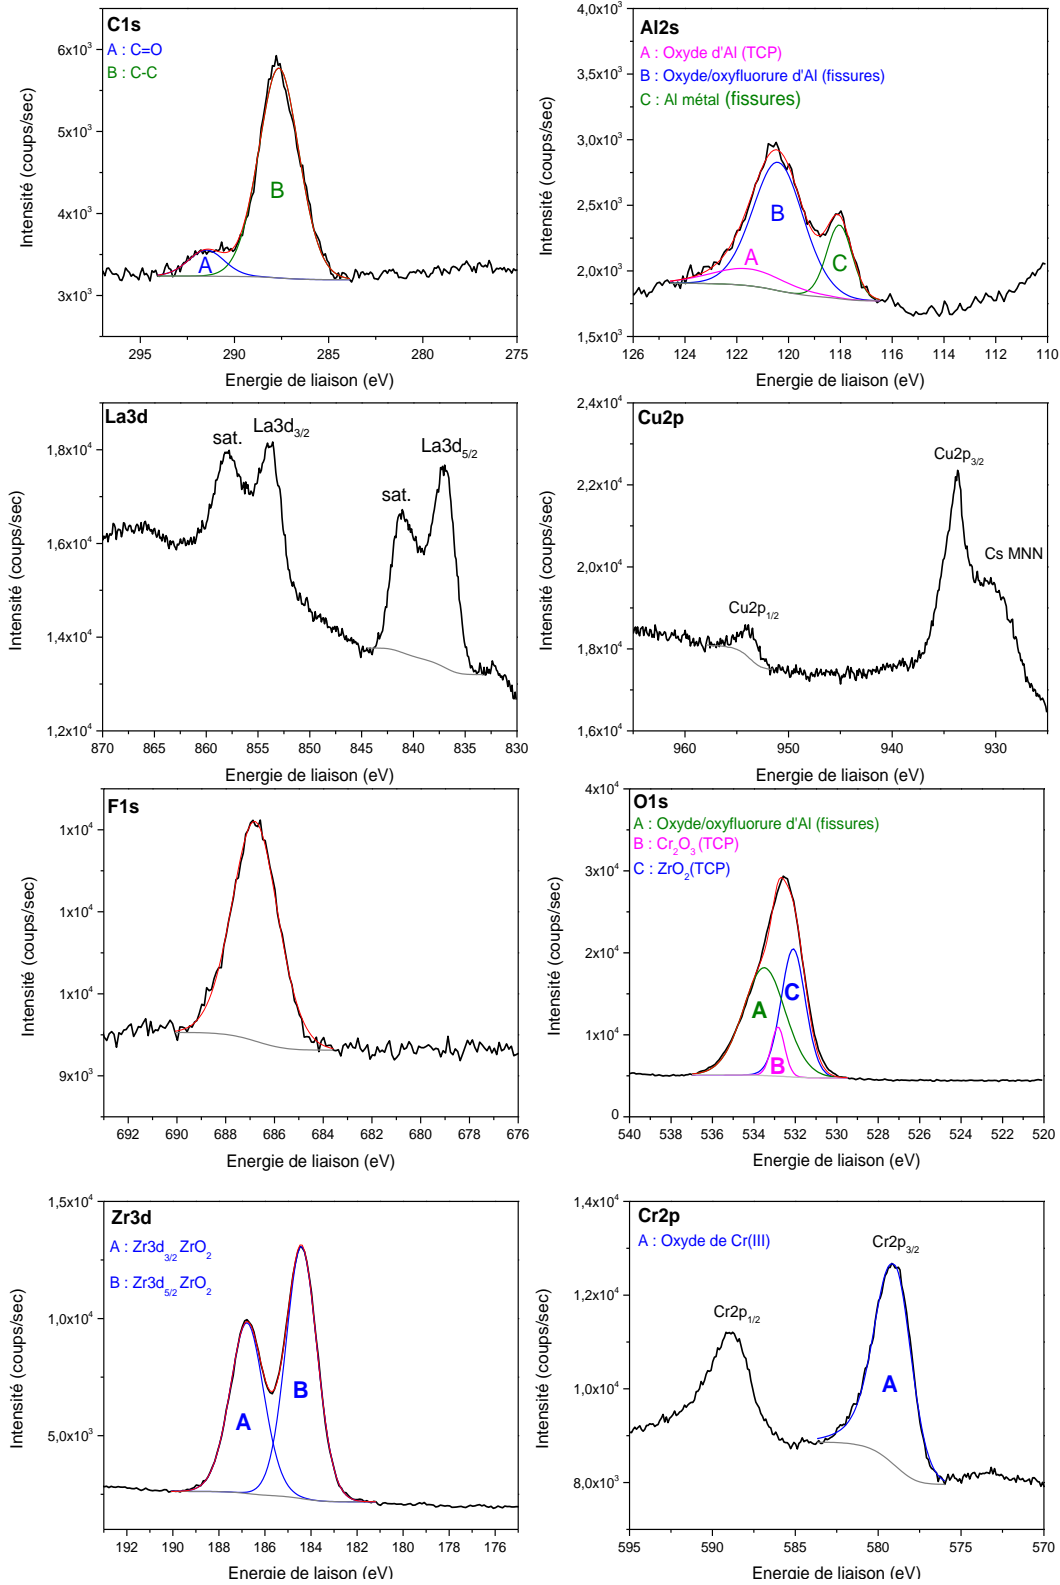 C1s
A : C=O
B : C-C
6x10³
5x10³
4x10³
3x10³
B
A
295 290 285 280 275
Energie de liaison (eV)
Intensité (coups/sec)
Al2s
A : Oxyde d'Al (TCP)
B : Oxyde/oxyfluorure d'Al (fissures)
C : Al métal (fissures)
4,0x10³
3,5x10³
3,0x10³
2,5x10³
2,0x10³
1,5x10³
B
A
C
126 124 122 120 118 116 114 112 110
Energie de liaison (eV)
Intensité (coups/sec)
La3d
sat.
La3d3/2
sat.
La3d5/2
1,8x10⁴
1,6x10⁴
1,4x10⁴
1,2x10⁴
870 865 860 855 850 845 840 835 830
Energie de liaison (eV)
Intensité (coups/sec)
Cu2p
Cu2p3/2
Cs MNN
Cu2p1/2
2,4x10⁴
2,2x10⁴
2,0x10⁴
1,8x10⁴
1,6x10⁴
960 950 940 930
Energie de liaison (eV)
Intensité (coups/sec)
F1s
1x10⁴
1x10⁴
1x10⁴
9x10³
692 690 688 686 684 682 680 678 676
Energie de liaison (eV)
Intensité (coups/sec)
O1s
A : Oxyde/oxyfluorure d'Al (fissures)
B : Cr₂O₃ (TCP)
C : ZrO₂(TCP)
4x10⁴
3x10⁴
2x10⁴
1x10⁴
0
A
C
B
540 538 536 534 532 530 528 526 524 522 520
Energie de liaison (eV)
Intensité (coups/sec)
Zr3d
A : Zr3d3/2 ZrO₂
B : Zr3d5/2 ZrO₂
1,5x10⁴
1,0x10⁴
5,0x10³
A
B
192 190 188 186 184 182 180 178 176
Energie de liaison (eV)
Intensité (coups/sec)
Cr2p
A : Oxyde de Cr(III)
Cr2p3/2
Cr2p1/2
1,4x10⁴
1,2x10⁴
1,0x10⁴
8,0x10³
A
595 590 585 580 575 570
Energie de liaison (eV)
Intensité (coups/sec)